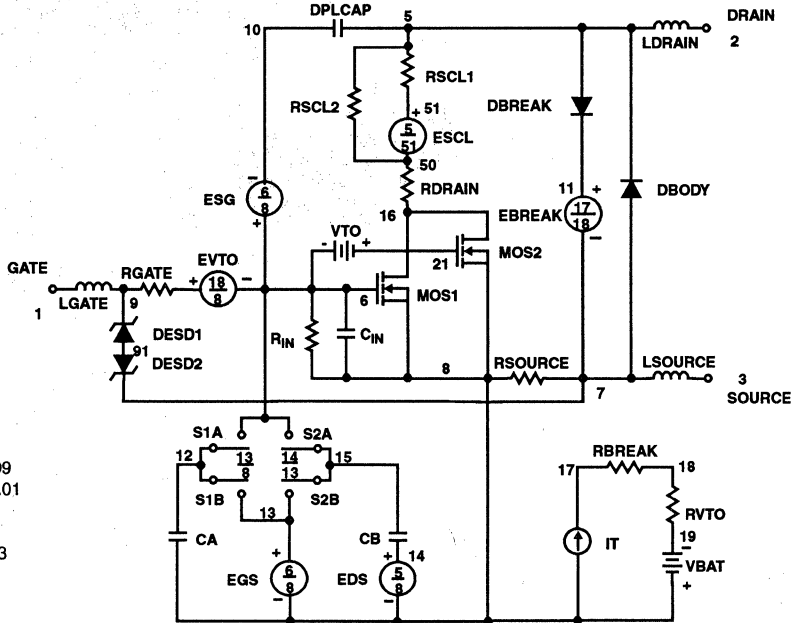 DPLCAP 5 DRAIN
10 LDRAIN 2
RSCL1
RSCL2 + 51 DBREAK
5
51 ESCL
50
- RDRAIN 11 + DBODY
ESG 6
8 16 EBREAK 17
18
+ VTO -
GATE EVTO - + MOS2
RGATE + 18
8 - 21
LGATE 9 6 MOS1
1
DESD1 RIN CIN
91 DESD2 8 RSOURCE LSOURCE 3
7 SOURCE
S1A S2A RBREAK
12 13
8 14
13 15 17 18
S1B S2B
09
01 13 RVTO
3 CA CB IT 19 -
+ + 14 VBAT
EGS 6
8 EDS 5
8 +
- -